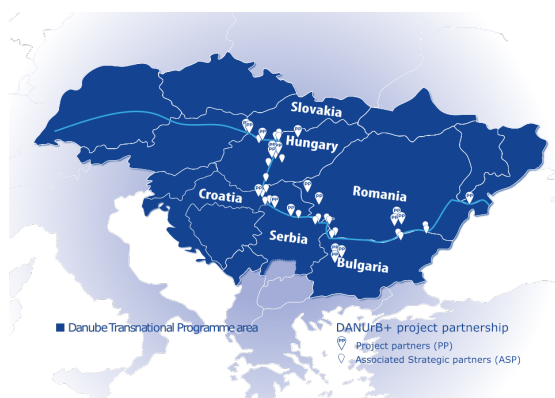 Slovakia
Hungary
Croatia
Romania
Serbia
Bulgaria
Danube Transnational Programme area
DANUrB+ project partnership
PP Project partners (PP)
Associated Strategic partners (ASP)